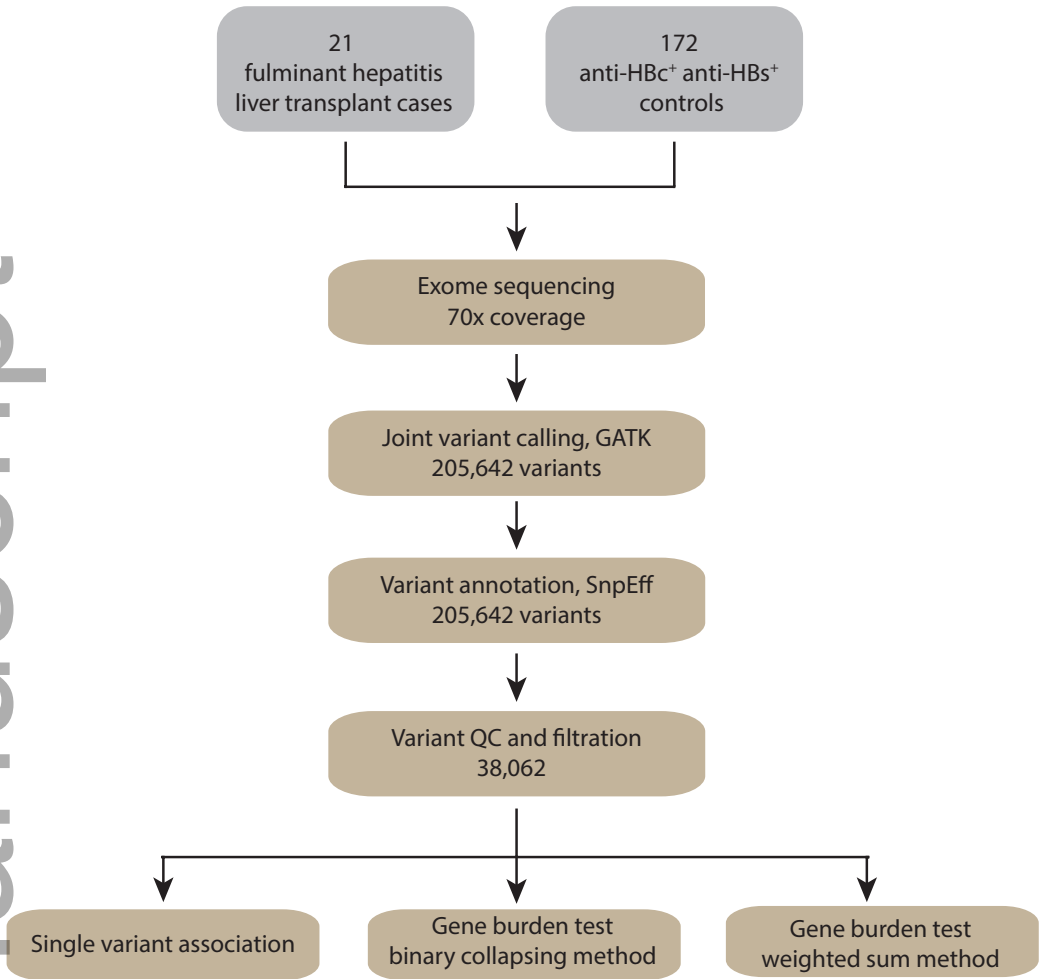 21
fulminant hepatitis
liver transplant cases
172
anti-HBc⁺ anti-HBs⁺
controls
Exome sequencing
70x coverage
Joint variant calling, GATK
205,642 variants
Variant annotation, SnpEff
205,642 variants
Variant QC and filtration
38,062
Single variant association
Gene burden test
binary collapsing method
Gene burden test
weighted sum method